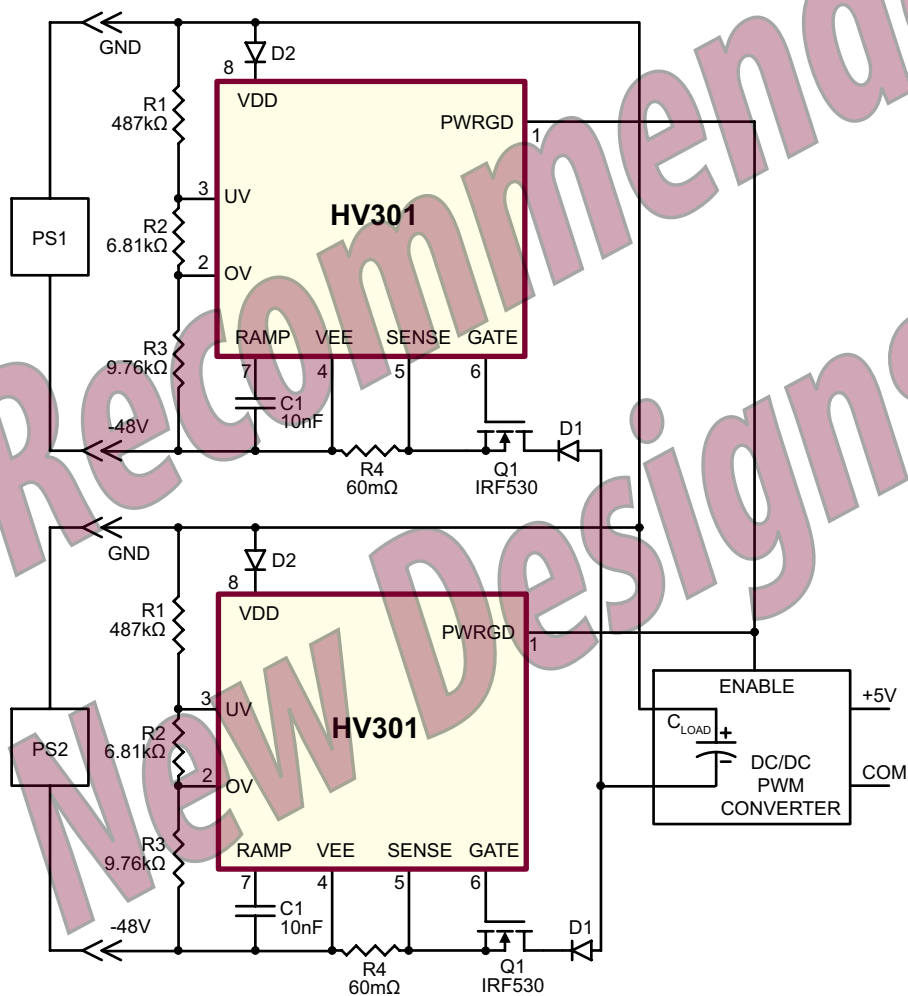 GND
D2
8
VDD
R1
487kΩ
PWRGD
1
3
UV
HV301
R2
6.81kΩ
PS1
2
OV
R3
9.76kΩ
RAMP
VEE
SENSE
GATE
7
4
5
6
C1
10nF
-48V
R4
60mΩ
Q1
IRF530
D1
GND
D2
8
VDD
R1
487kΩ
PWRGD
1
3
UV
HV301
R2
6.81kΩ
PS2
2
OV
R3
9.76kΩ
RAMP
VEE
SENSE
GATE
7
4
5
6
C1
10nF
-48V
R4
60mΩ
Q1
IRF530
D1
ENABLE
+5V
CLOAD
+
-
DC/DC
PWM
CONVERTER
COM
Recommend
New Designs